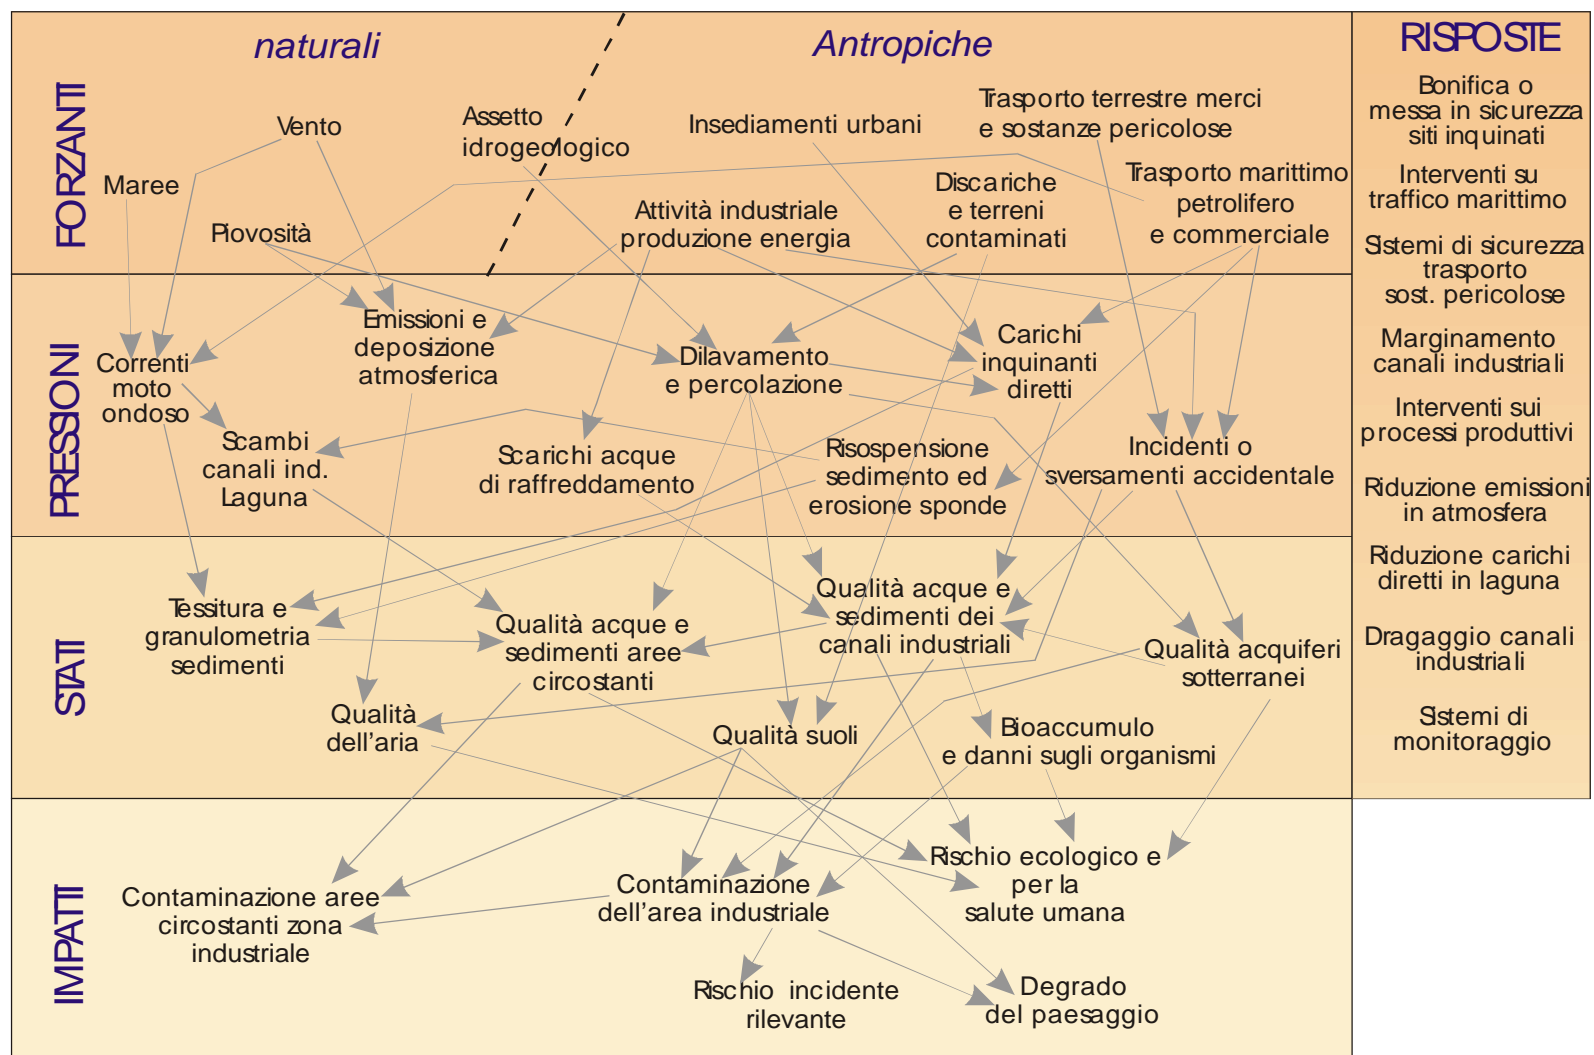 naturali
Antropiche
FORZANTI
Vento
Assetto
idrogeologico
Insediamenti urbani
Trasporto terrestre merci
e sostanze pericolose
Maree
Piovosità
Attività industriale
produzione energia
Discariche
e terreni
contaminati
Trasporto marittimo
petrolifero
e commerciale
PRESSIONI
Correnti
moto
ondoso
Emissioni e
deposizione
atmosferica
Dilavamento
e percolazione
Carichi
inquinanti
diretti
Scambi
canali ind.
Laguna
Scarichi acque
di raffreddamento
Risospensione
sedimento ed
erosione sponde
Incidenti o
sversamenti accidentale
STATI
Tessitura e
granulometria
sedimenti
Qualità acque e
sedimenti aree
circostanti
Qualità acque e
sedimenti dei
canali industriali
Qualità acquiferi
sotterranei
Qualità
dell'aria
Qualità suoli
Bioaccumulo
e danni sugli organismi
IMPATTI
Contaminazione aree
circostanti zona
industriale
Contaminazione
dell'area industriale
Rischio ecologico e
per la
salute umana
Rischio incidente
rilevante
Degrado
del paesaggio
RISPOSTE
Bonifica o
messa in sicurezza
siti inquinati
Interventi su
traffico marittimo
Sistemi di sicurezza
trasporto
sost. pericolose
Marginamento
canali industriali
Interventi sui
processi produttivi
Riduzione emissioni
in atmosfera
Riduzione carichi
diretti in laguna
Dragaggio canali
industriali
Sistemi di
monitoraggio